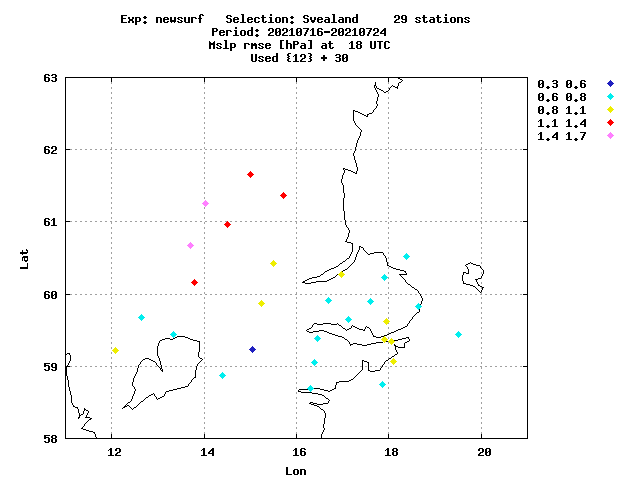 Exp: newsurf   Selection: Svealand     29 stations
Period: 20210716-20210724
Mslp rmse [hPa] at  18 UTC
Used {12} + 30
0.3 0.6
0.6 0.8
0.8 1.1
1.1 1.4
1.4 1.7
63
62
61
60
59
58
Lat
12 14 16 18 20
Lon